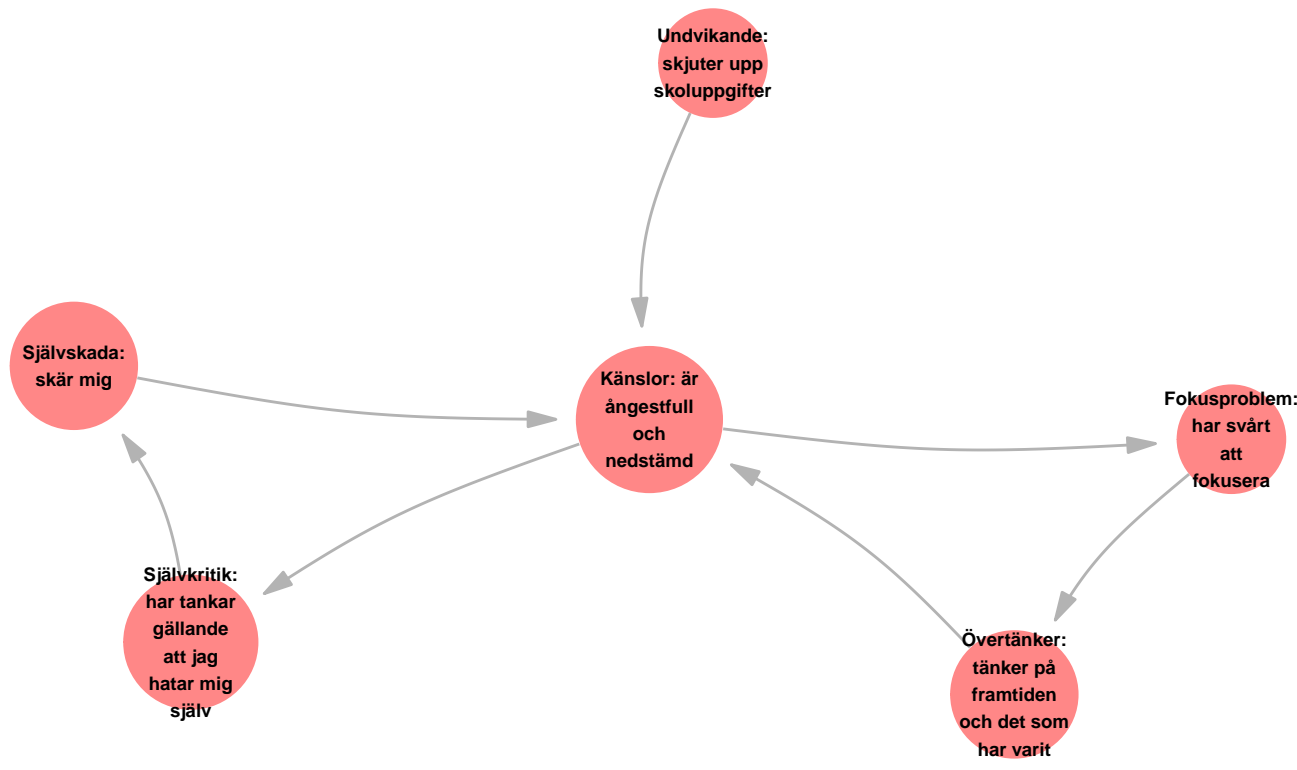 Undvikande:
skjuter upp
skoluppgifter
Självskada:
skär mig
Känslor: är
ångestfull
och
nedstämd
Fokusproblem:
har svårt
att
fokusera
Självkritik:
har tankar
gällande
att jag
hatar mig
själv
Övertänker:
tänker på
framtiden
och det som
har varit